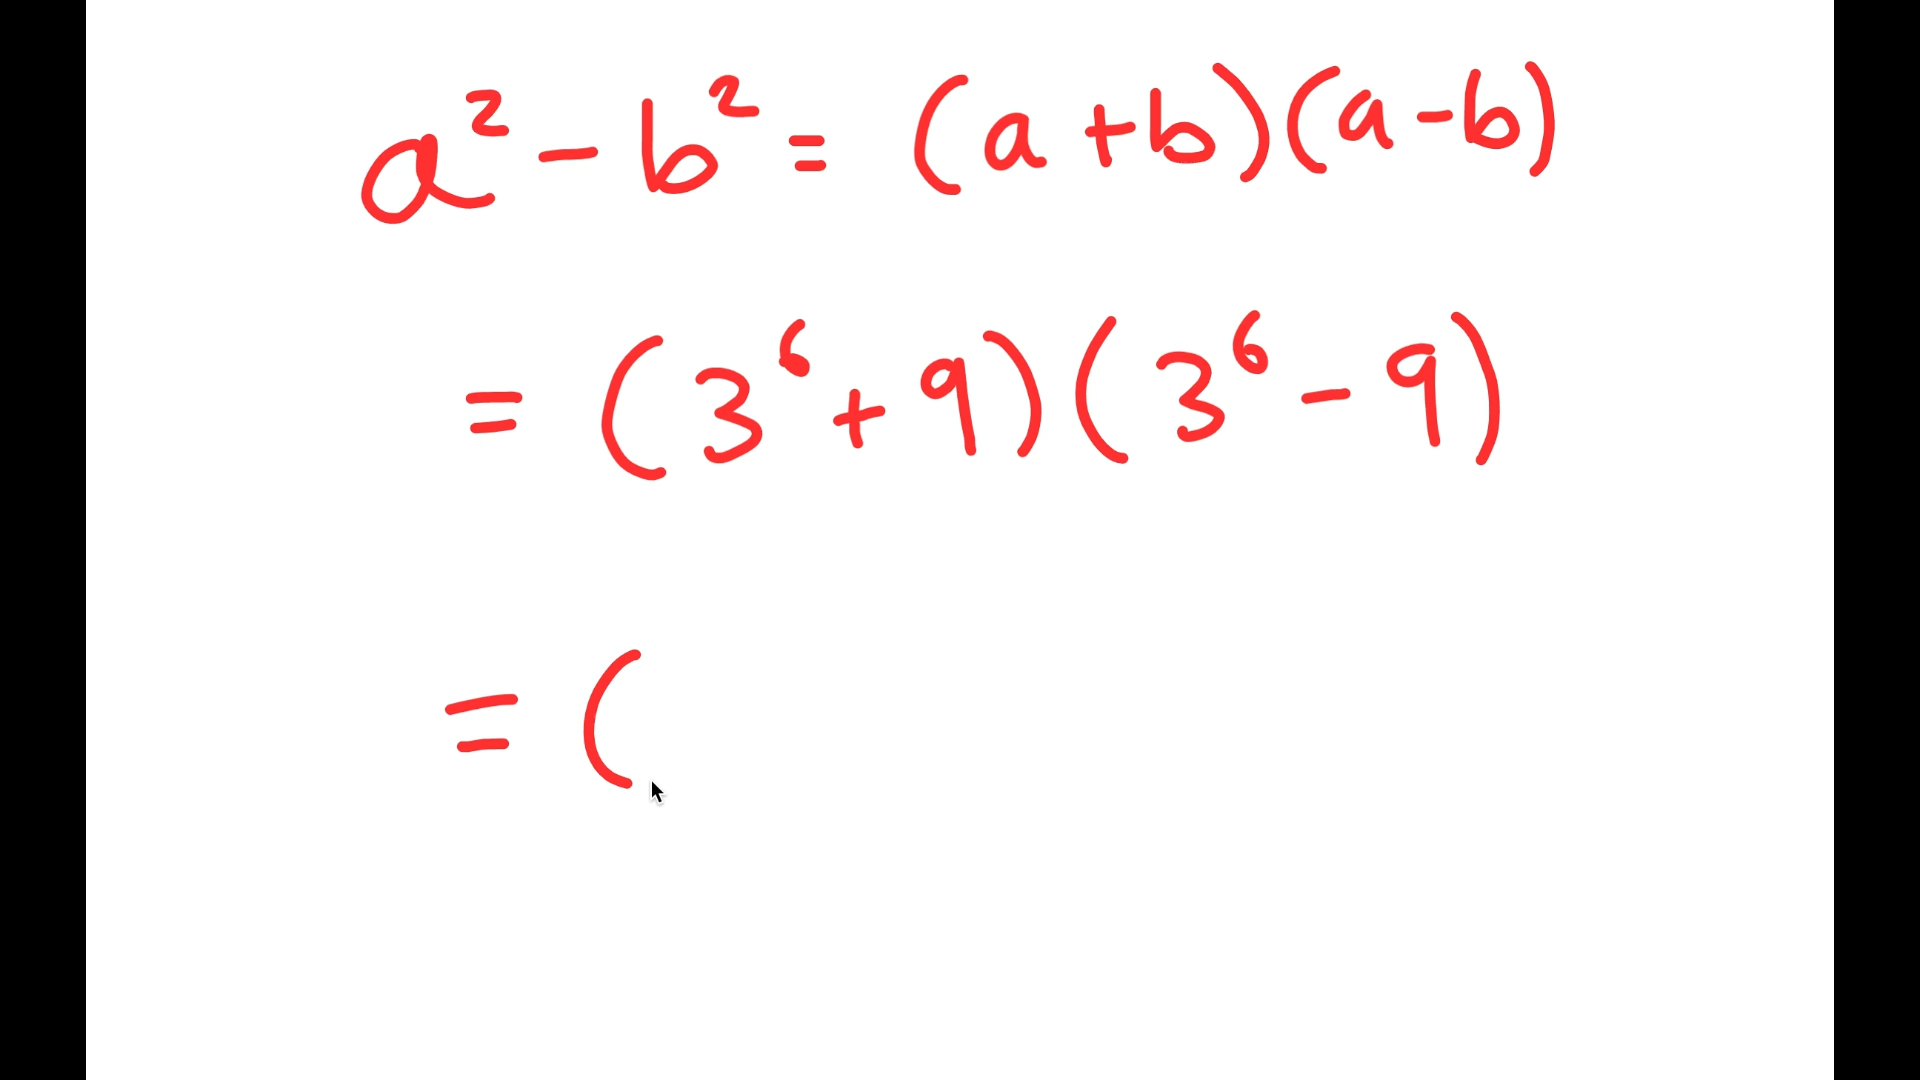 a² - b² = (a + b)(a - b)
= (3⁶ + 9)(3⁶ - 9)
= (